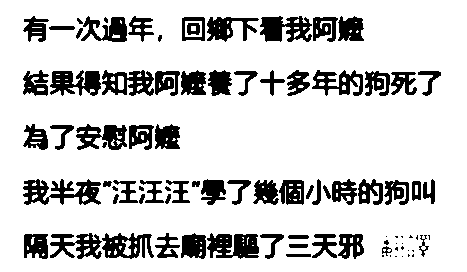 有一次過年，回鄉下看我阿嬤
結果得知我阿嬤養了十多年的狗死了
為了安慰阿嬤
我半夜"汪汪汪"學了幾個小時的狗叫
隔天我被抓去廟裡驅了三天邪